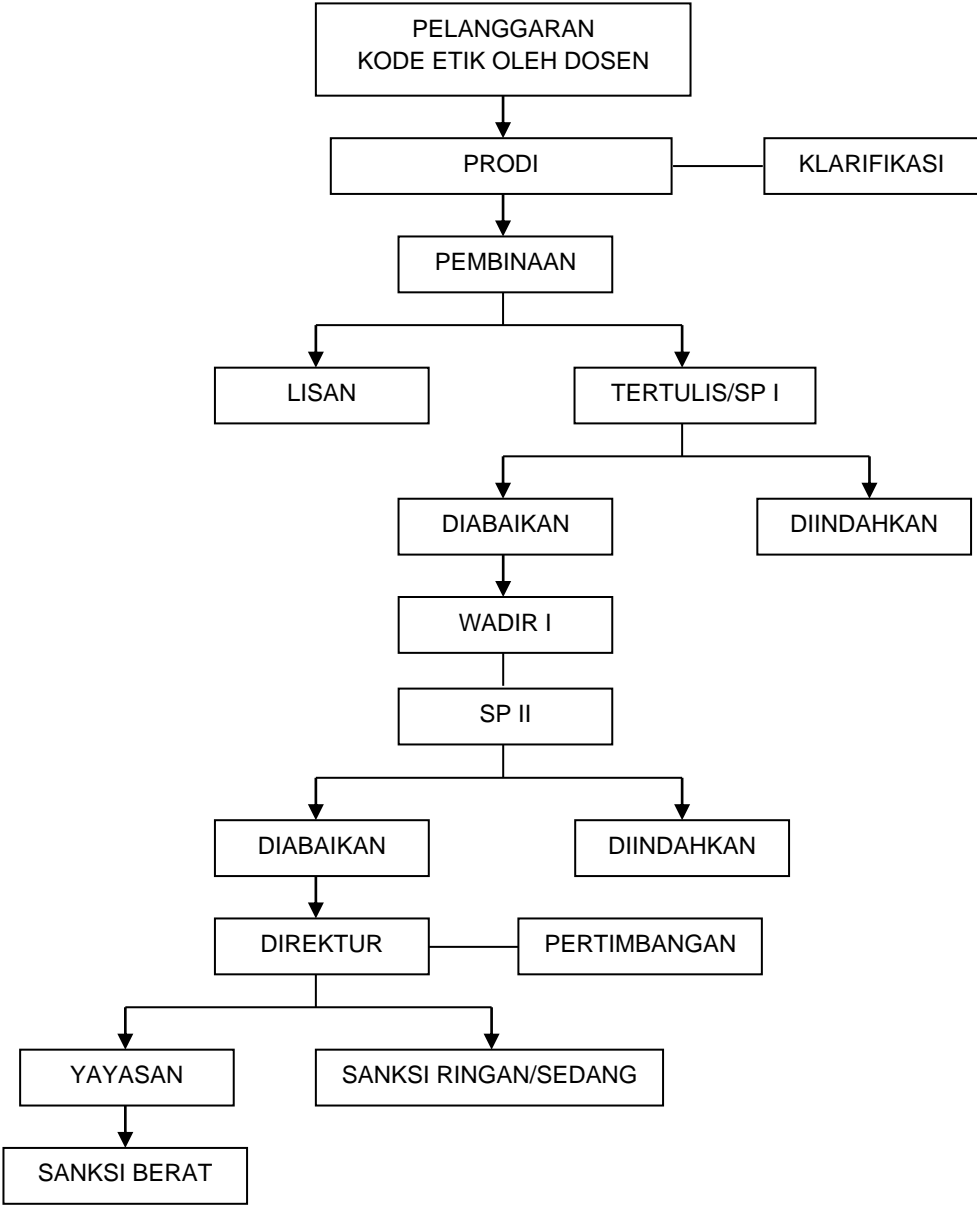 PELANGGARAN
KODE ETIK OLEH DOSEN
PRODI
KLARIFIKASI
PEMBINAAN
LISAN
TERTULIS/SP I
DIABAIKAN
DIINDAHKAN
WADIR I
SP II
DIABAIKAN
DIINDAHKAN
DIREKTUR
PERTIMBANGAN
YAYASAN
SANKSI RINGAN/SEDANG
SANKSI BERAT